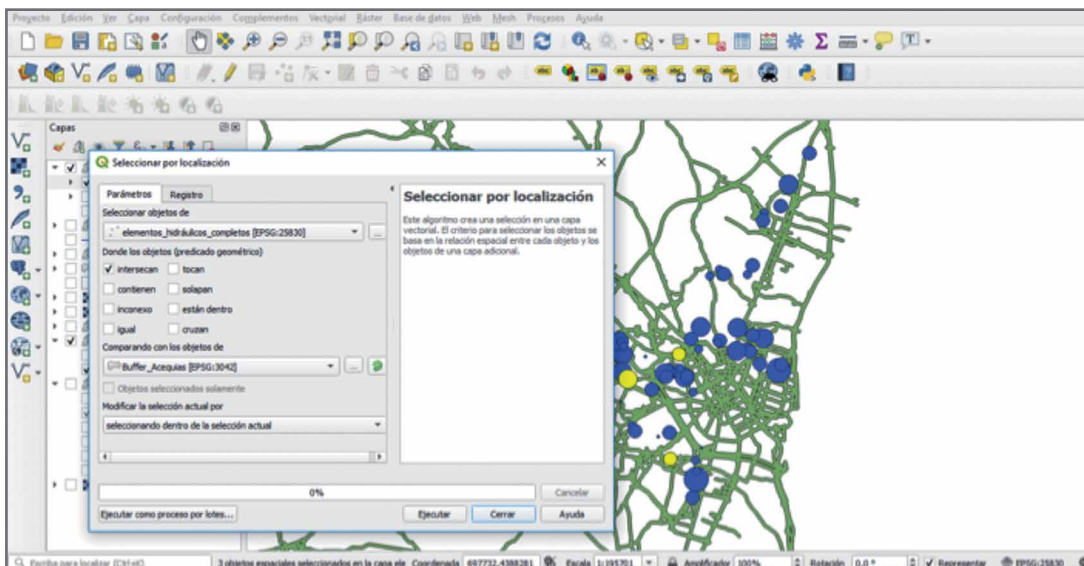 Proyecto Edición Ver Capa Configuración Complementos Vectorial Ráster Base de datos Web Mesh Procesos Ayuda
Capas
Seleccionar por localización
Parámetros Registro
Seleccionar objetos de
elementos_hidráulicos_completos [EPSG:25830]
Donde los objetos (predicado geométrico)
intersecan tocan
contienen solapan
inconexo están dentro
igual cruzan
Comparando con los objetos de
Buffer_Acequias [EPSG:3042]
Objetos seleccionados solamente
Modificar la selección actual por
seleccionando dentro de la selección actual
Seleccionar por localización
Este algoritmo crea una selección en una capa
vectorial. El criterio para seleccionar los objetos se
basa en la relación espacial entre cada objeto y los
objetos de una capa adicional.
0%
Cancelar
Ejecutar como proceso por lotes... Ejecutar Cerrar Ayuda
Escriba para localizar (Ctrl+K) 3 objetos espaciales seleccionados en la capa ele Coordenada 697732.4388281 Escala 1:195701 Amplificador 100% Rotación 0,0 ° Representar EPSG:25830